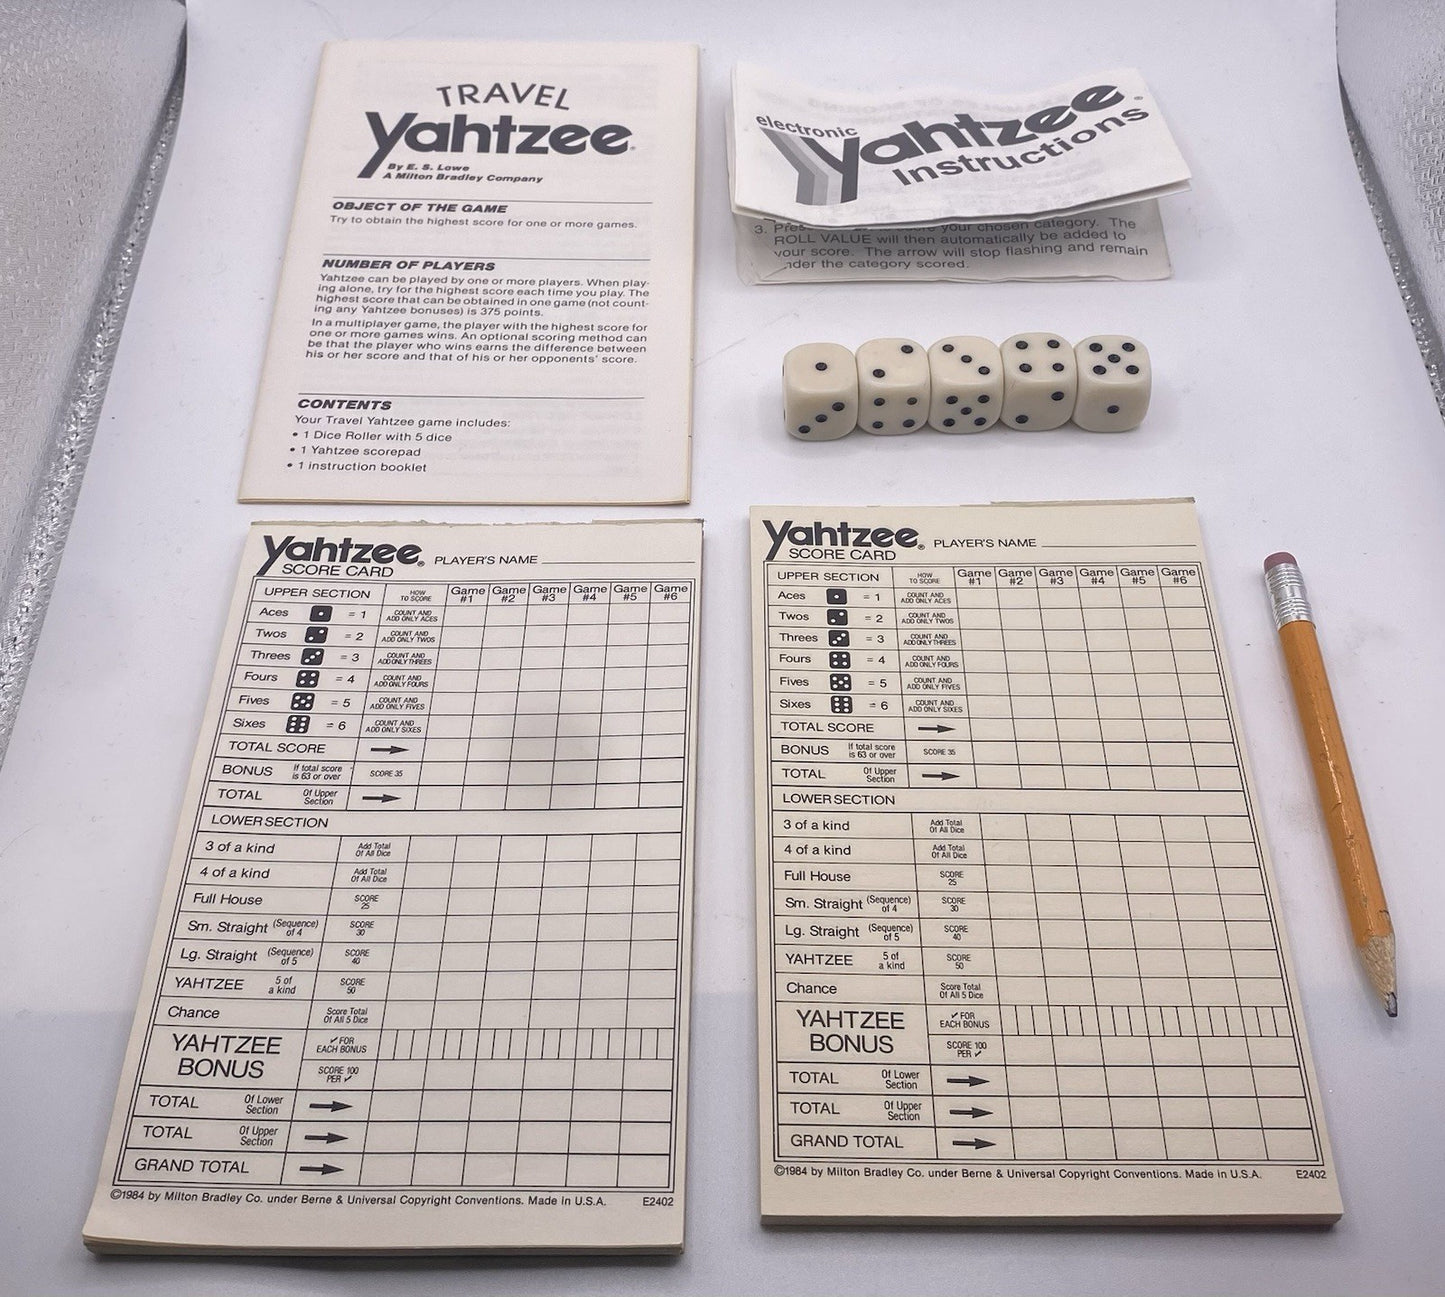 TRAVEL
Yahtzee®
By E. S. Lowe
A Milton Bradley Company
OBJECT OF THE GAME
Try to obtain the highest score for one or more games.
NUMBER OF PLAYERS
Yahtzee can be played by one or more players. When play-
ing alone, try for the highest score each time you play. The
highest score that can be obtained in one game (not count-
ing any Yahtzee bonuses) is 375 points.
In a multiplayer game, the player with the highest score for
one or more games wins. An optional scoring method can
be that the player who wins earns the difference between
his or her score and that of his or her opponents' score.
CONTENTS
Your Travel Yahtzee game includes:
• 1 Dice Roller with 5 dice
• 1 Yahtzee scorepad
• 1 instruction booklet
electronic
Yahtzee®
Instructions
3. Press your chosen category. The
ROLL VALUE will then automatically be added to
your score. The arrow will stop flashing and remain
under the category scored.
Yahtzee® PLAYER'S NAME
SCORE CARD
UPPER SECTION HOW TO SCORE Game #1 Game #2 Game #3 Game #4 Game #5 Game #6
Aces = 1 COUNT AND ADD ONLY ACES
Twos = 2 COUNT AND ADD ONLY TWOS
Threes = 3 COUNT AND ADD ONLY THREES
Fours = 4 COUNT AND ADD ONLY FOURS
Fives = 5 COUNT AND ADD ONLY FIVES
Sixes = 6 COUNT AND ADD ONLY SIXES
TOTAL SCORE →
BONUS If total score is 63 or over SCORE 35
TOTAL Of Upper Section →
LOWER SECTION
3 of a kind Add Total Of All Dice
4 of a kind Add Total Of All Dice
Full House SCORE 25
Sm. Straight (Sequence) of 4 SCORE 30
Lg. Straight (Sequence) of 5 SCORE 40
YAHTZEE 5 of a kind SCORE 50
Chance Score Total Of All 5 Dice
YAHTZEE BONUS ✓ FOR EACH BONUS
SCORE 100 PER ✓
TOTAL Of Lower Section →
TOTAL Of Upper Section →
GRAND TOTAL →
©1984 by Milton Bradley Co. under Berne & Universal Copyright Conventions. Made in U.S.A. E2402
Yahtzee® PLAYER'S NAME
SCORE CARD
UPPER SECTION HOW TO SCORE Game #1 Game #2 Game #3 Game #4 Game #5 Game #6
Aces = 1 COUNT AND ADD ONLY ACES
Twos = 2 COUNT AND ADD ONLY TWOS
Threes = 3 COUNT AND ADD ONLY THREES
Fours = 4 COUNT AND ADD ONLY FOURS
Fives = 5 COUNT AND ADD ONLY FIVES
Sixes = 6 COUNT AND ADD ONLY SIXES
TOTAL SCORE →
BONUS If total score is 63 or over SCORE 35
TOTAL Of Upper Section →
LOWER SECTION
3 of a kind Add Total Of All Dice
4 of a kind Add Total Of All Dice
Full House SCORE 25
Sm. Straight (Sequence) of 4 SCORE 30
Lg. Straight (Sequence) of 5 SCORE 40
YAHTZEE 5 of a kind SCORE 50
Chance Score Total Of All 5 Dice
YAHTZEE BONUS ✓ FOR EACH BONUS
SCORE 100 PER ✓
TOTAL Of Lower Section →
TOTAL Of Upper Section →
GRAND TOTAL →
©1984 by Milton Bradley Co. under Berne & Universal Copyright Conventions. Made in U.S.A. E2402